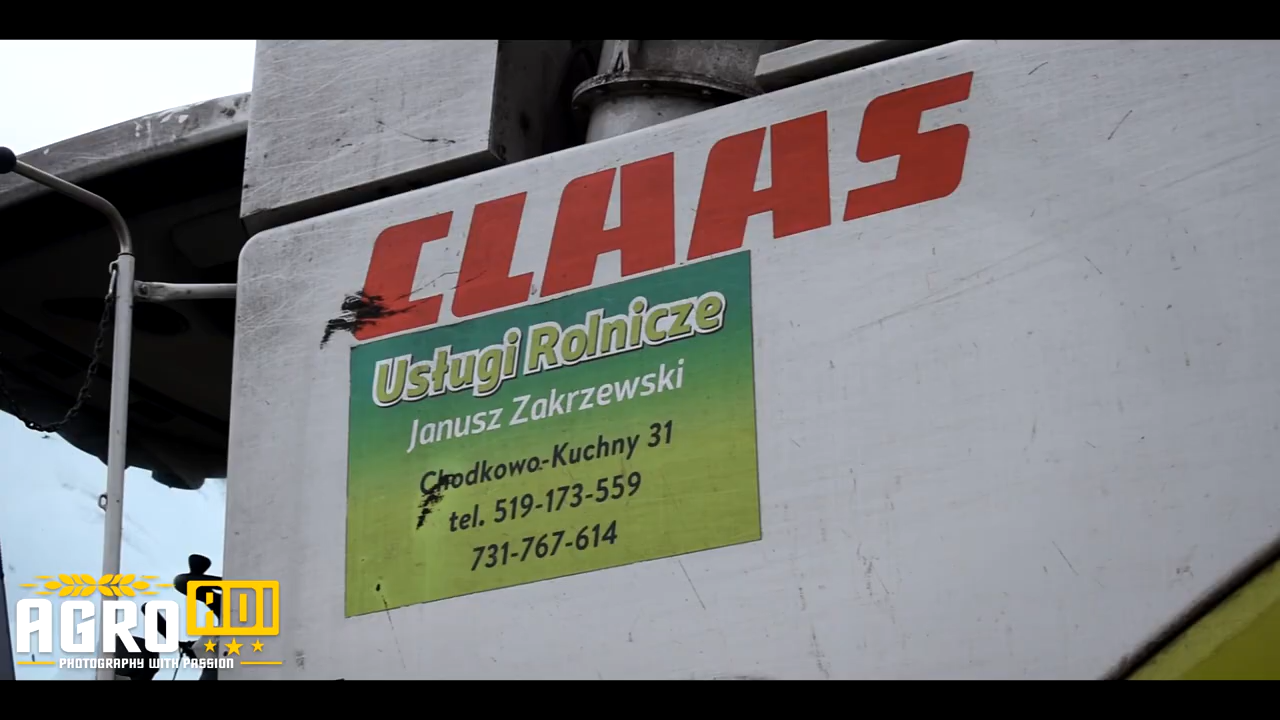 CLAAS
Usługi Rolnicze
Janusz Zakrzewski
Chodkowo-Kuchny 31
tel. 519-173-559
731-767-614
AGRO ADI
PHOTOGRAPHY WITH PASSION